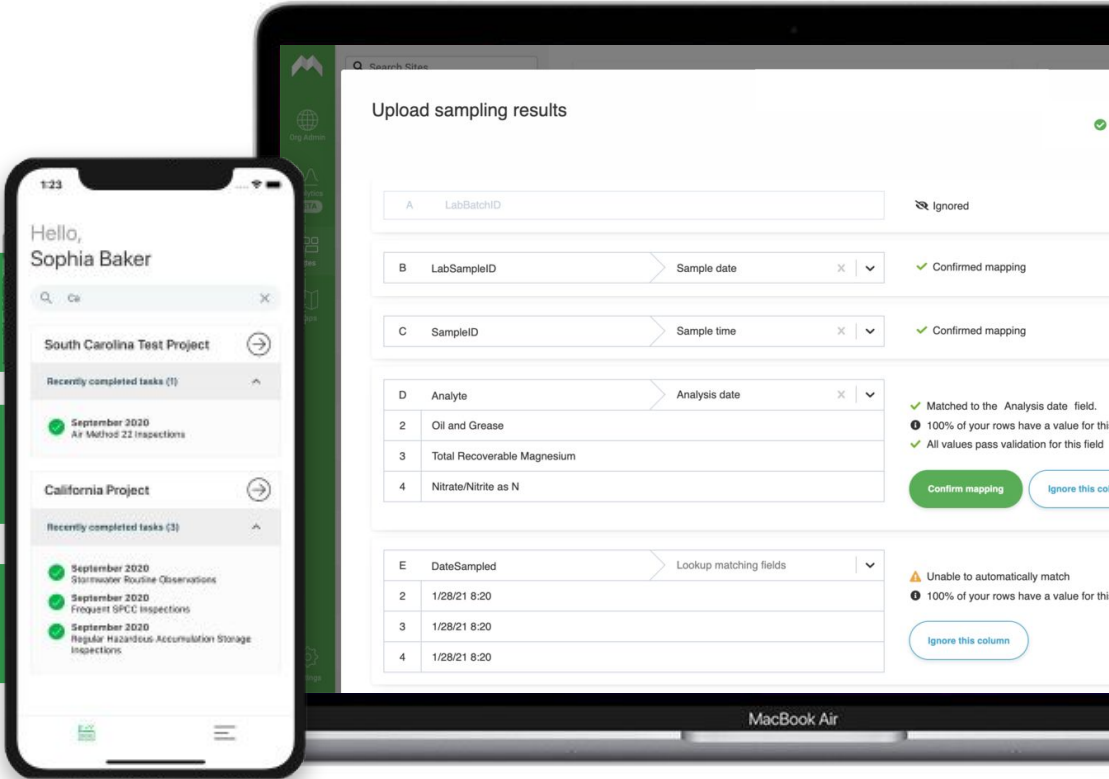 1:23
Hello,
Sophia Baker
Ca
South Carolina Test Project
Recently completed tasks (1)
September 2020
Air Method 22 Inspections
California Project
Recently completed tasks (3)
September 2020
Stormwater Routine Observations
September 2020
Frequent SPCC Inspections
September 2020
Regular Hazardous Accumulation Storage
Inspections
Search Sites
Org Admin
Upload sampling results
A LabBatchID Ignored
B LabSampleID Sample date Confirmed mapping
C SampleID Sample time Confirmed mapping
D Analyte Analysis date
2 Oil and Grease
3 Total Recoverable Magnesium
4 Nitrate/Nitrite as N
Matched to the Analysis date field.
100% of your rows have a value for thi
All values pass validation for this field
Confirm mapping Ignore this col
E DateSampled Lookup matching fields
2 1/28/21 8:20
3 1/28/21 8:20
4 1/28/21 8:20
Unable to automatically match
100% of your rows have a value for thi
Ignore this column
MacBook Air